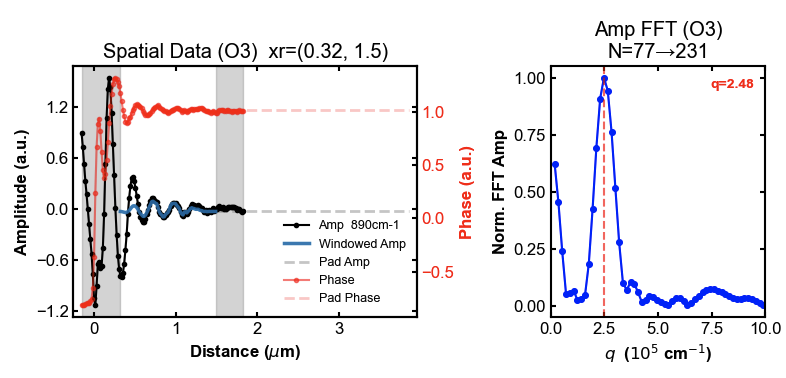 Spatial Data (O3)  xr=(0.32, 1.5)
Amplitude (a.u.)
1.2
0.6
0.0
−0.6
−1.2
0
1
2
3
Distance (μm)
1.0
0.5
0.0
−0.5
Phase (a.u.)
Amp  890cm-1
Windowed Amp
Pad Amp
Phase
Pad Phase
Amp FFT (O3)
N=77→231
Norm. FFT Amp
1.00
0.75
0.50
0.25
0.00
q=2.48
0.0
2.5
5.0
7.5
10.0
q (10⁵ cm⁻¹)